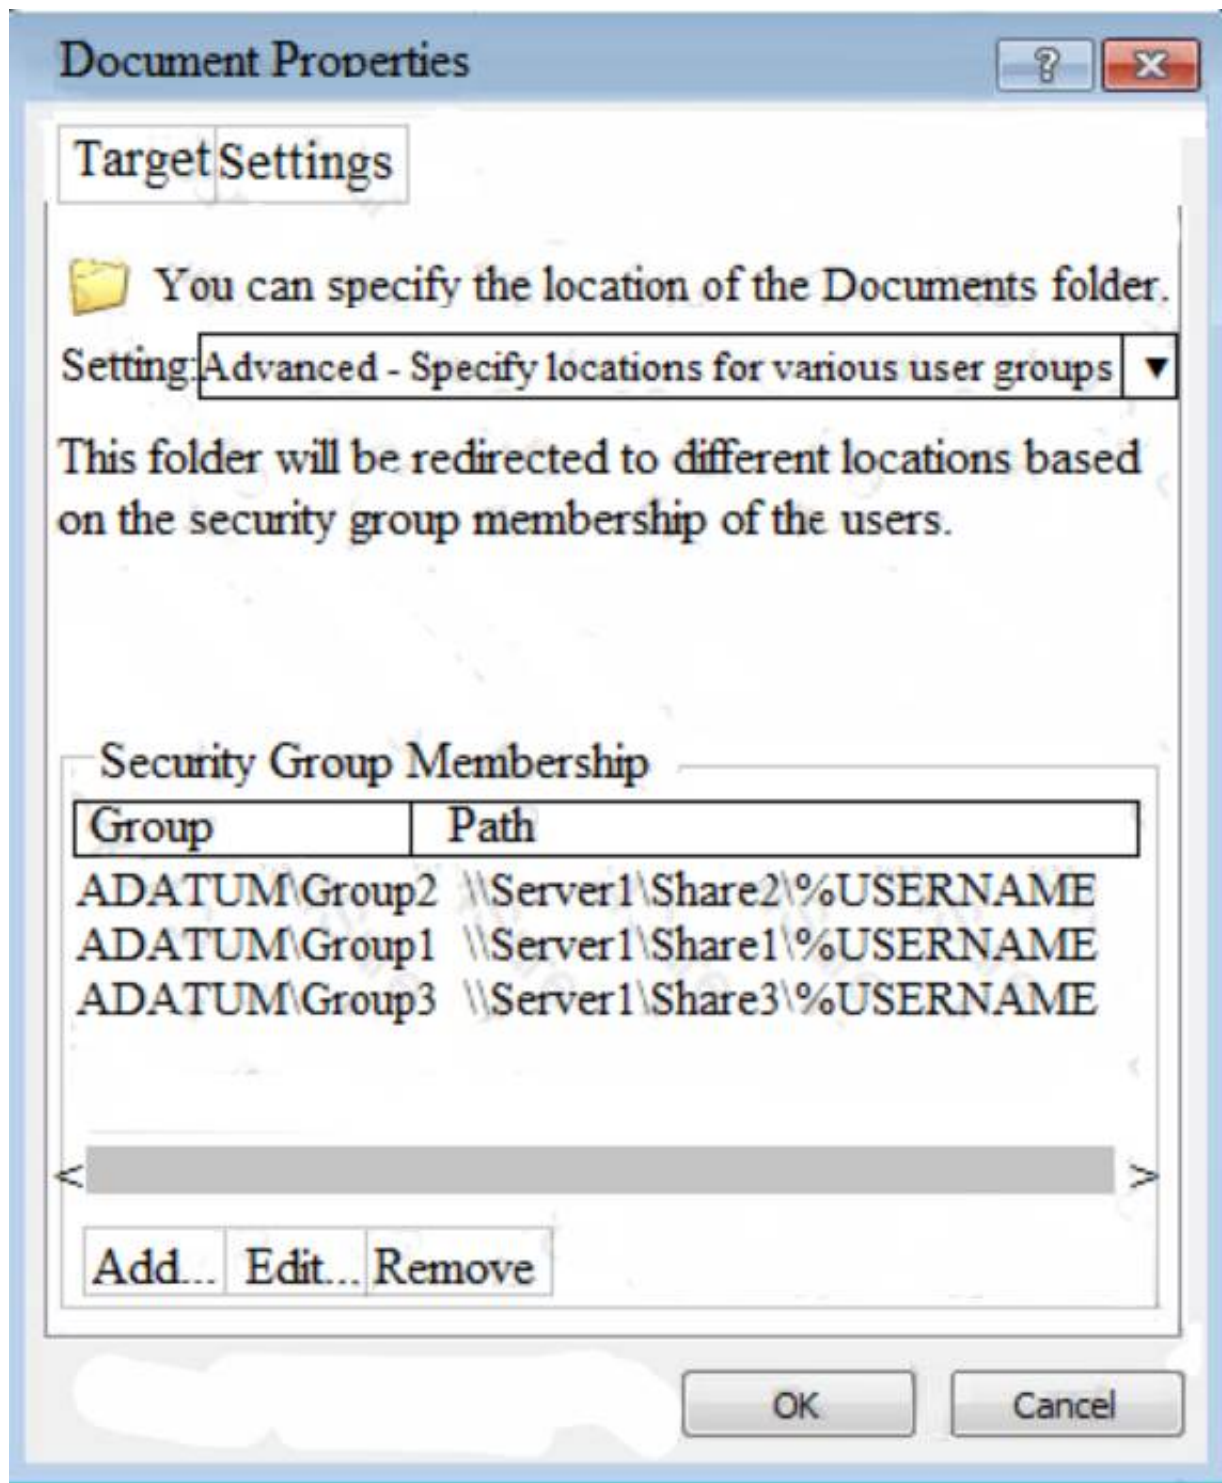 Document Properties
?
Target Settings
You can specify the location of the Documents folder.
Setting: Advanced - Specify locations for various user groups
This folder will be redirected to different locations based
on the security group membership of the users.
Security Group Membership
Group Path
ADATUM\Group2 \\Server1\Share2\%USERNAME
ADATUM\Group1 \\Server1\Share1\%USERNAME
ADATUM\Group3 \\Server1\Share3\%USERNAME
< >
Add... Edit... Remove
OK Cancel